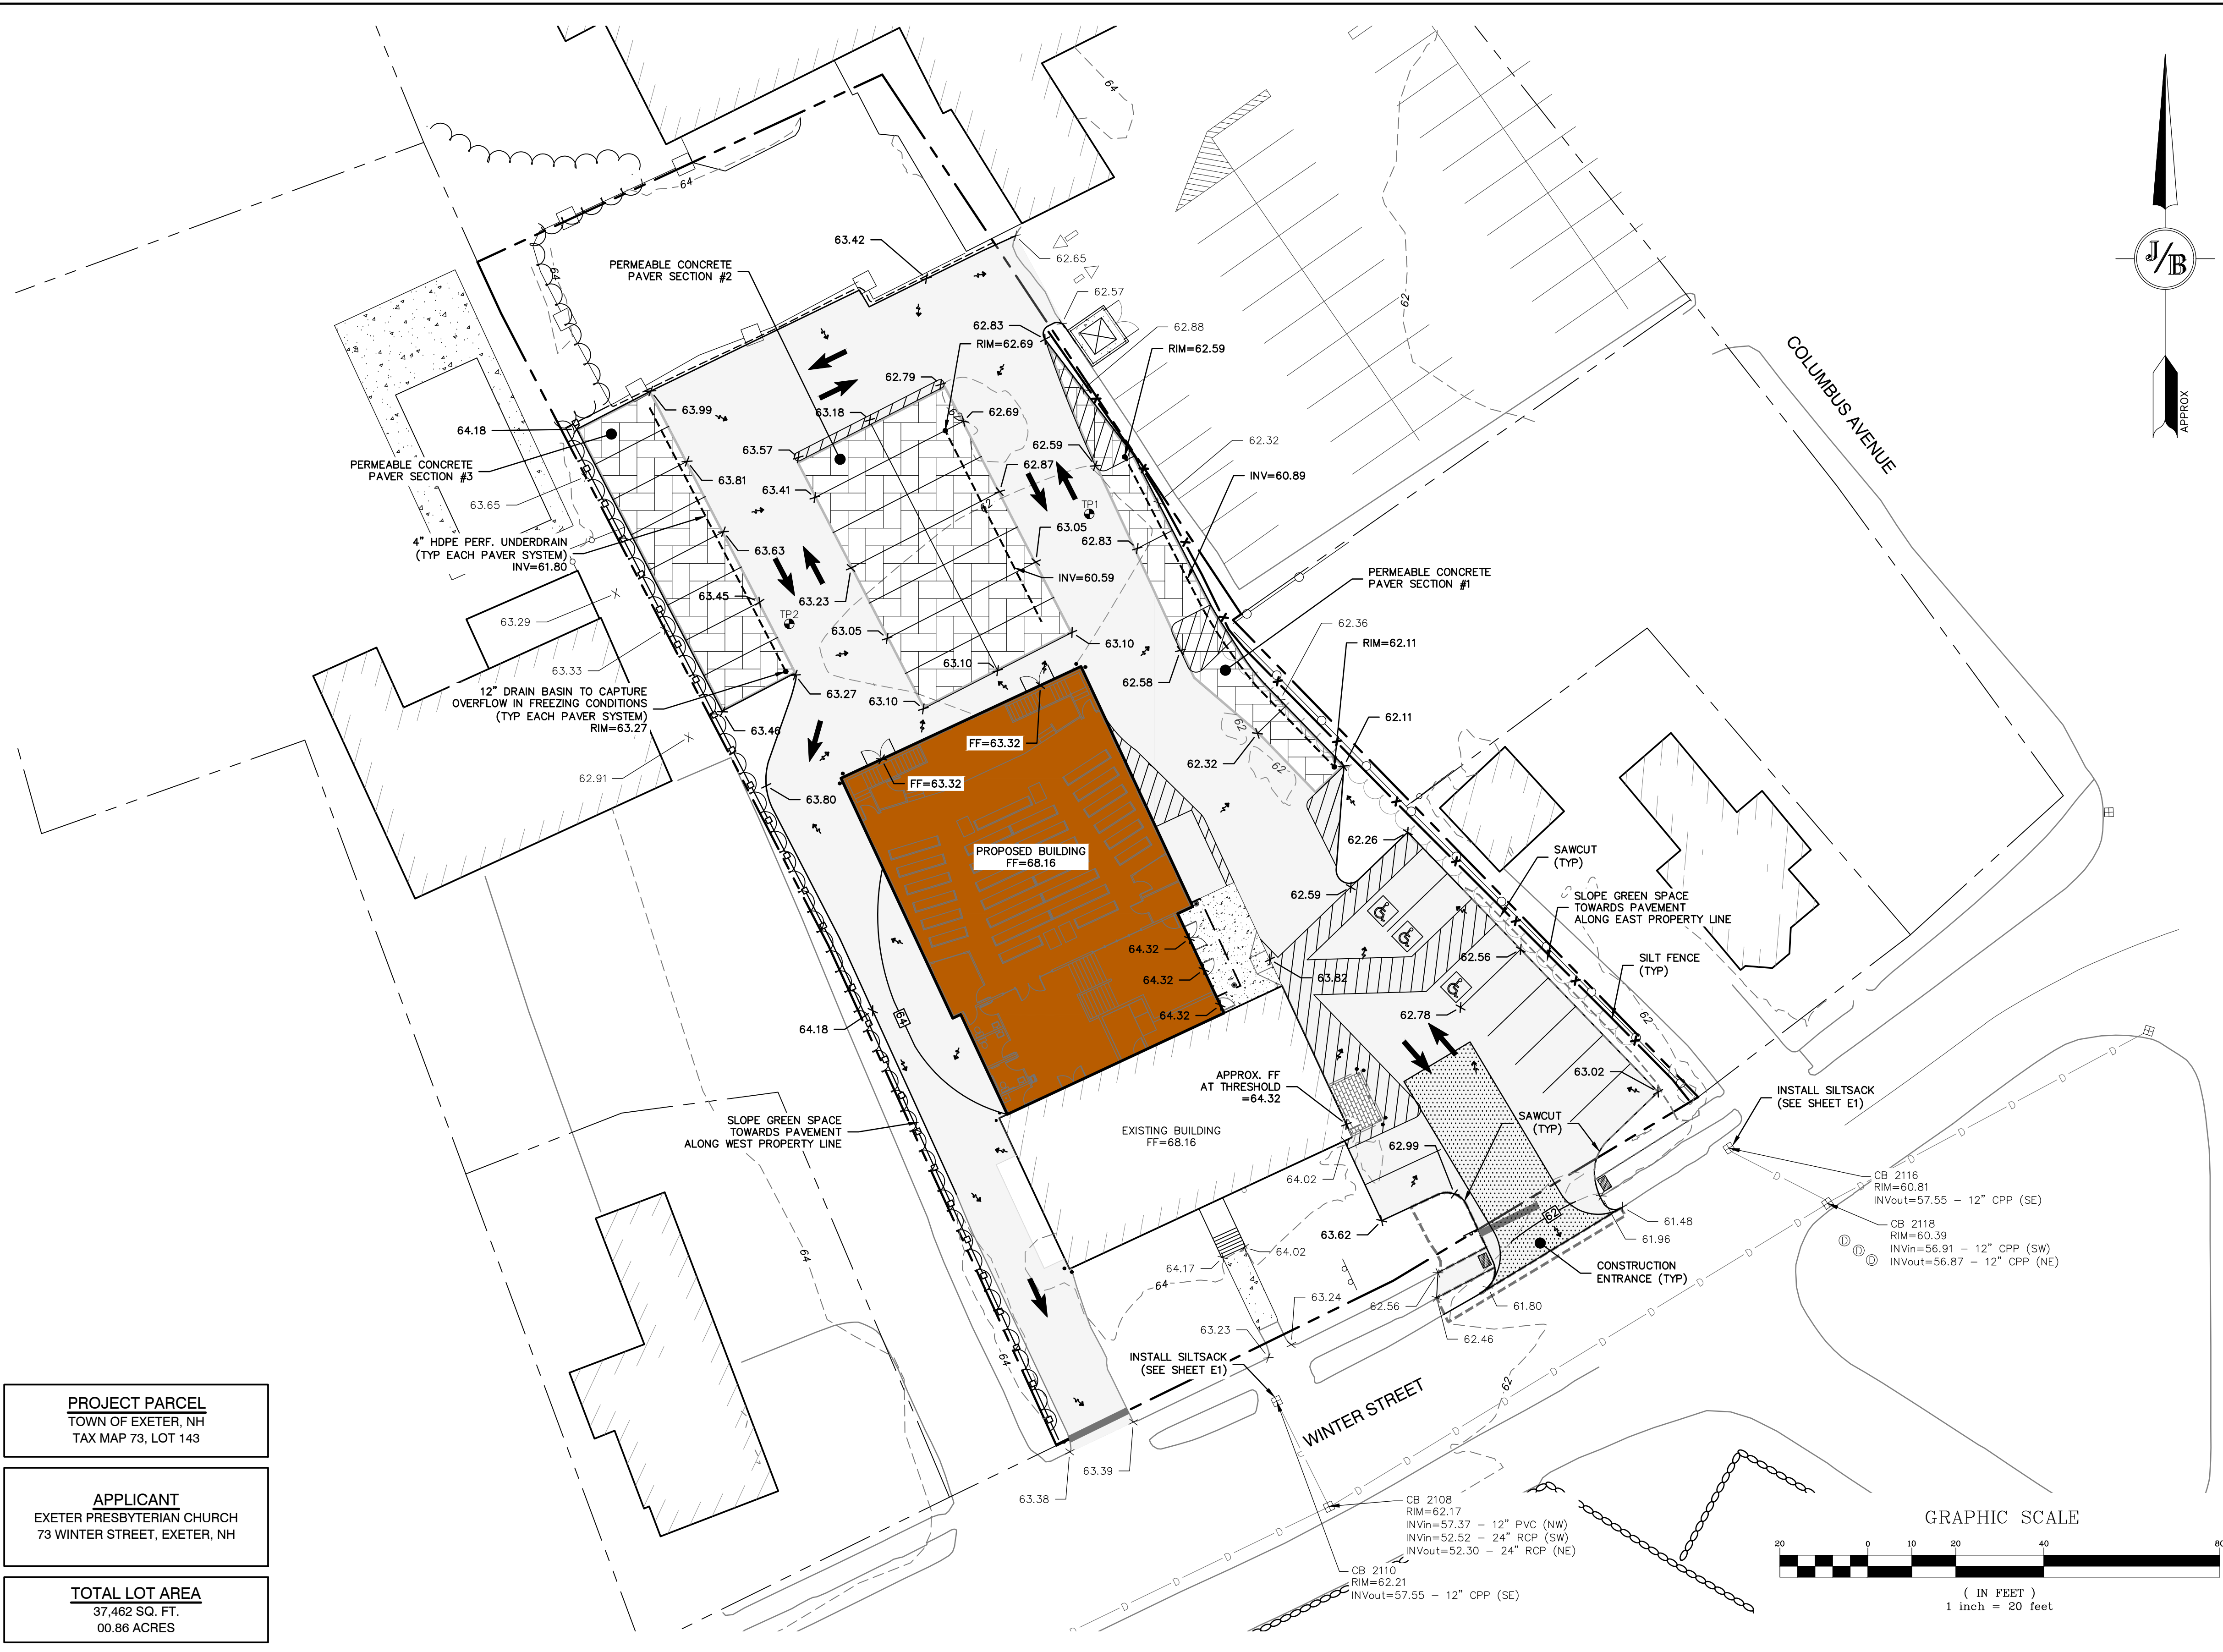 64
64
63.42
62.65
PERMEABLE CONCRETE
PAVER SECTION #2
64
62.57
62.83
62.88
RIM=62.69
RIM=62.59
62
J/B
APPROX
COLUMBUS AVENUE
62.79
63.99
63.18
62.69
64.18
62.59
62.32
63.57
62.87
PERMEABLE CONCRETE
PAVER SECTION #3
63.81
63.41
INV=60.89
63.65
62
TP1
63.05
4" HDPE PERF. UNDERDRAIN
(TYP EACH PAVER SYSTEM)
INV=61.80
62.83
63.63
INV=60.59
PERMEABLE CONCRETE
PAVER SECTION #1
63.45
63.23
TP2
63.29
63.05
63.10
62.36
RIM=62.11
63.33
63.10
62.58
12" DRAIN BASIN TO CAPTURE
OVERFLOW IN FREEZING CONDITIONS
(TYP EACH PAVER SYSTEM)
RIM=63.27
63.27
63.10
62.11
63.46
62
FF=63.32
62.32
62
62.91
FF=63.32
63.80
62.26
PROPOSED BUILDING
FF=68.16
SAWCUT
(TYP)
62.59
SLOPE GREEN SPACE
TOWARDS PAVEMENT
ALONG EAST PROPERTY LINE
64.32
62.56
SILT FENCE
(TYP)
64.32
63.82
64.32
62.78
62
64.18
64
APPROX. FF
AT THRESHOLD
=64.32
63.02
INSTALL SILTSACK
(SEE SHEET E1)
SLOPE GREEN SPACE
TOWARDS PAVEMENT
ALONG WEST PROPERTY LINE
EXISTING BUILDING
FF=68.16
SAWCUT
(TYP)
62.99
64.02
CB 2116
RIM=60.81
INVout=57.55 - 12" CPP (SE)
62
61.48
61.96
63.62
CB 2118
RIM=60.39
INVin=56.91 - 12" CPP (SW)
INVout=56.87 - 12" CPP (NE)
64.02
64.17
64
64
CONSTRUCTION
ENTRANCE (TYP)
63.24
62.56
61.80
63.23
62.46
64
INSTALL SILTSACK
(SEE SHEET E1)
62
WINTER STREET
63.39
63.38
CB 2108
RIM=62.17
INVin=57.37 - 12" PVC (NW)
INVin=52.52 - 24" RCP (SW)
INVout=52.30 - 24" RCP (NE)
CB 2110
RIM=62.21
INVout=57.55 - 12" CPP (SE)
PROJECT PARCEL
TOWN OF EXETER, NH
TAX MAP 73, LOT 143
APPLICANT
EXETER PRESBYTERIAN CHURCH
73 WINTER STREET, EXETER, NH
TOTAL LOT AREA
37,462 SQ. FT.
00.86 ACRES
GRAPHIC SCALE
20 0 10 20 40 80
( IN FEET )
1 inch = 20 feet